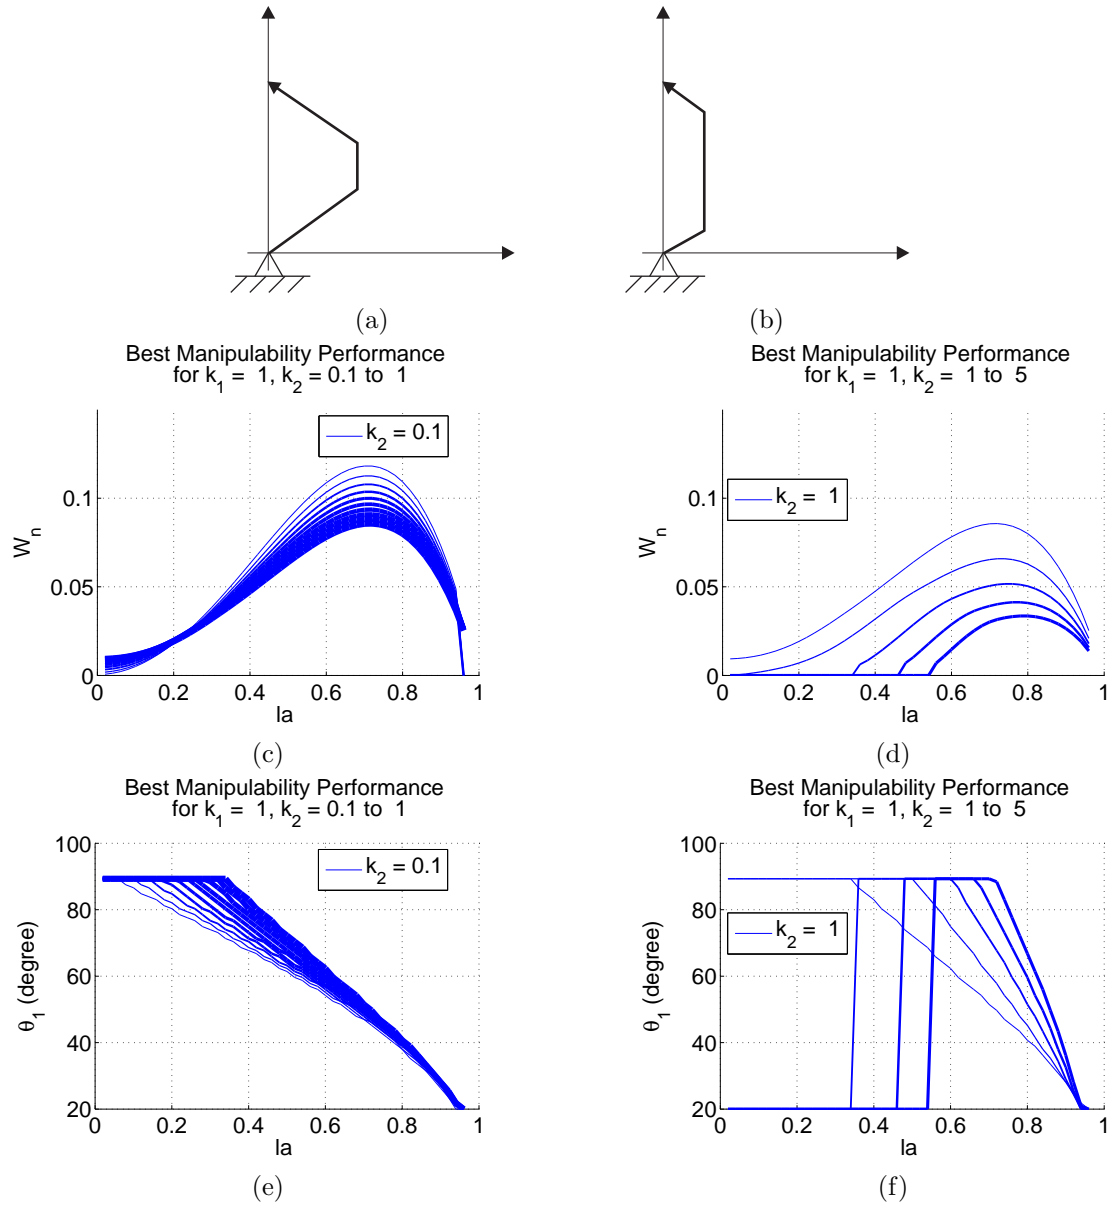 (a)
(b)
Best Manipulability Performance
for k₁ = 1, k₂ = 0.1 to 1
k₂ = 0.1
0.1
0.05
0
Wₙ
0 0.2 0.4 0.6 0.8 1
la
(c)
Best Manipulability Performance
for k₁ = 1, k₂ = 1 to 5
k₂ = 1
0.1
0.05
0
Wₙ
0 0.2 0.4 0.6 0.8 1
la
(d)
Best Manipulability Performance
for k₁ = 1, k₂ = 0.1 to 1
k₂ = 0.1
100
80
60
40
20
θ₁ (degree)
0 0.2 0.4 0.6 0.8 1
la
(e)
Best Manipulability Performance
for k₁ = 1, k₂ = 1 to 5
k₂ = 1
100
80
60
40
20
θ₁ (degree)
0 0.2 0.4 0.6 0.8 1
la
(f)